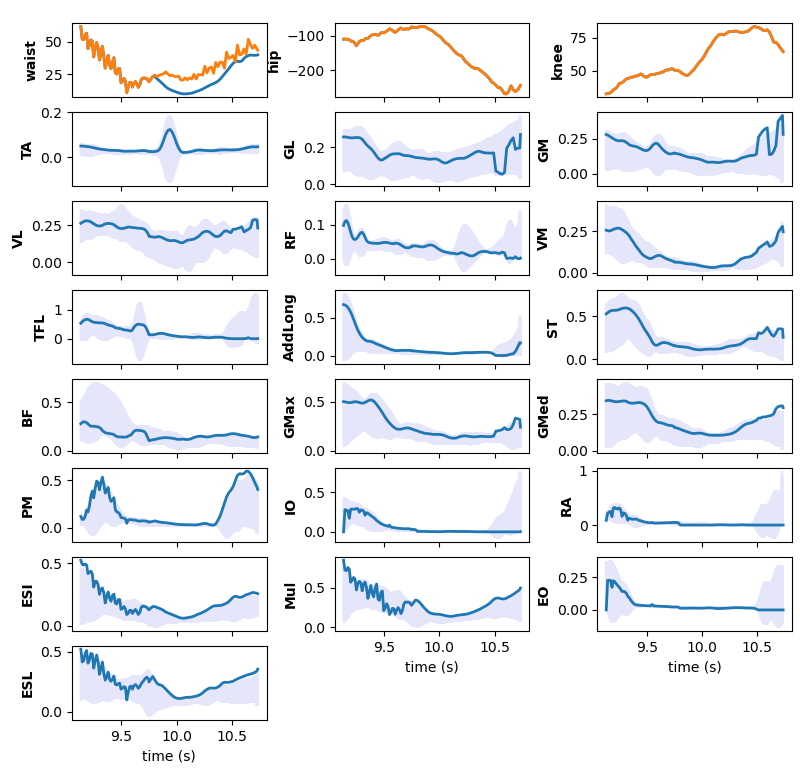 waist
50
25
hip
−100
−200
knee
75
50
TA
0.2
0.0
GL
0.2
0.0
GM
0.25
0.00
VL
0.25
0.00
RF
0.1
0.0
VM
0.25
0.00
TFL
1
0
AddLong
0.5
0.0
ST
0.5
0.0
BF
0.5
0.0
GMax
0.5
0.0
GMed
0.25
0.00
PM
0.5
0.0
IO
0.5
0.0
RA
1
0
ESI
0.5
0.0
Mul
0.5
0.0
EO
0.25
0.00
9.5 10.0 10.5
time (s)
9.5 10.0 10.5
time (s)
ESL
0.5
0.0
9.5 10.0 10.5
time (s)